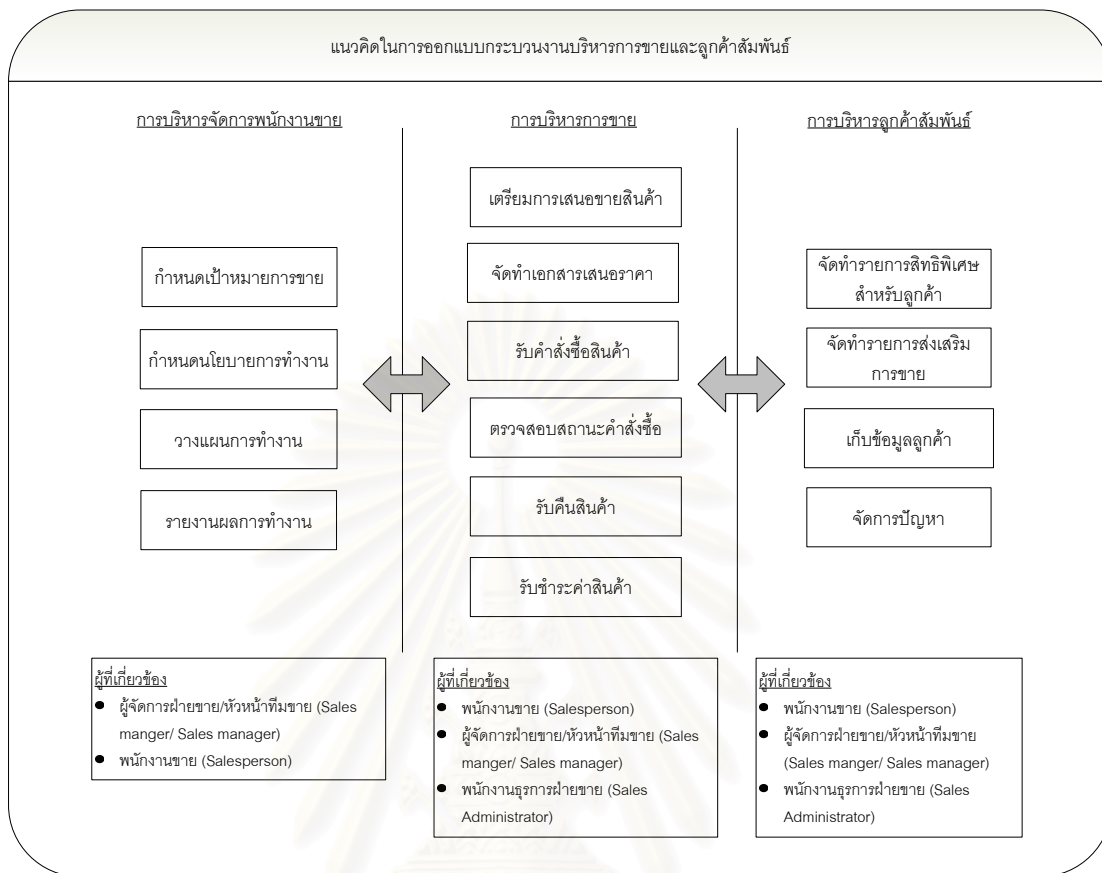 แนวคิดในการออกแบบกระบวนงานบริหารการขายและลูกค้าสัมพันธ์
การบริหารจัดการพนักงานขาย
กำหนดเป้าหมายการขาย
กำหนดนโยบายการทำงาน
วางแผนการทำงาน
รายงานผลการทำงาน
ผู้ที่เกี่ยวข้อง
● ผู้จัดการฝ่ายขาย/หัวหน้าทีมขาย (Sales
manger/ Sales manager)
● พนักงานขาย (Salesperson)
การบริหารการขาย
เตรียมการเสนอขายสินค้า
จัดทำเอกสารเสนอราคา
รับคำสั่งซื้อสินค้า
ตรวจสอบสถานะคำสั่งซื้อ
รับคืนสินค้า
รับชำระค่าสินค้า
ผู้ที่เกี่ยวข้อง
● พนักงานขาย (Salesperson)
● ผู้จัดการฝ่ายขาย/หัวหน้าทีมขาย (Sales
manger/ Sales manager)
● พนักงานธุรการฝ่ายขาย (Sales
Administrator)
การบริหารลูกค้าสัมพันธ์
จัดทำรายการสิทธิพิเศษ
สำหรับลูกค้า
จัดทำรายการส่งเสริม
การขาย
เก็บข้อมูลลูกค้า
จัดการปัญหา
ผู้ที่เกี่ยวข้อง
● พนักงานขาย (Salesperson)
● ผู้จัดการฝ่ายขาย/หัวหน้าทีมขาย
(Sales manger/ Sales manager)
● พนักงานธุรการฝ่ายขาย (Sales
Administrator)